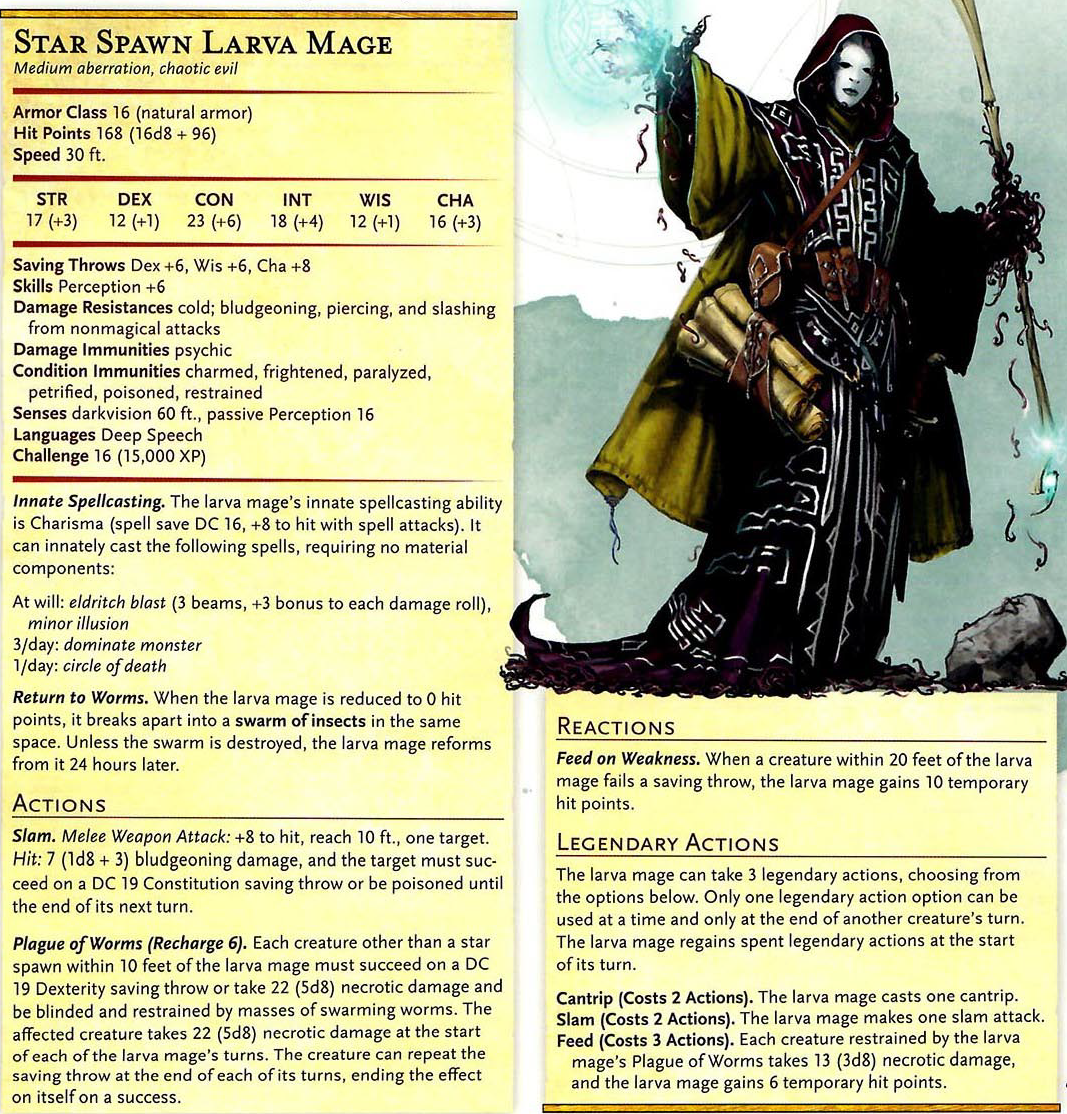 STAR SPAWN LARVA MAGE
Medium aberration, chaotic evil
Armor Class 16 (natural armor)
Hit Points 168 (16d8 + 96)
Speed 30 ft.
STR DEX CON INT WIS CHA
17 (+3) 12 (+1) 23 (+6) 18 (+4) 12 (+1) 16 (+3)
Saving Throws Dex +6, Wis +6, Cha +8
Skills Perception +6
Damage Resistances cold; bludgeoning, piercing, and slashing
from nonmagical attacks
Damage Immunities psychic
Condition Immunities charmed, frightened, paralyzed,
petrified, poisoned, restrained
Senses darkvision 60 ft., passive Perception 16
Languages Deep Speech
Challenge 16 (15,000 XP)
Innate Spellcasting. The larva mage's innate spellcasting ability
is Charisma (spell save DC 16, +8 to hit with spell attacks). It
can innately cast the following spells, requiring no material
components:
At will: eldritch blast (3 beams, +3 bonus to each damage roll),
minor illusion
3/day: dominate monster
1/day: circle of death
Return to Worms. When the larva mage is reduced to 0 hit
points, it breaks apart into a swarm of insects in the same
space. Unless the swarm is destroyed, the larva mage reforms
from it 24 hours later.
ACTIONS
Slam. Melee Weapon Attack: +8 to hit, reach 10 ft., one target.
Hit: 7 (1d8 + 3) bludgeoning damage, and the target must suc-
ceed on a DC 19 Constitution saving throw or be poisoned until
the end of its next turn.
Plague of Worms (Recharge 6). Each creature other than a star
spawn within 10 feet of the larva mage must succeed on a DC
19 Dexterity saving throw or take 22 (5d8) necrotic damage and
be blinded and restrained by masses of swarming worms. The
affected creature takes 22 (5d8) necrotic damage at the start
of each of the larva mage's turns. The creature can repeat the
saving throw at the end of each of its turns, ending the effect
on itself on a success.
REACTIONS
Feed on Weakness. When a creature within 20 feet of the larva
mage fails a saving throw, the larva mage gains 10 temporary
hit points.
LEGENDARY ACTIONS
The larva mage can take 3 legendary actions, choosing from
the options below. Only one legendary action option can be
used at a time and only at the end of another creature's turn.
The larva mage regains spent legendary actions at the start
of its turn.
Cantrip (Costs 2 Actions). The larva mage casts one cantrip.
Slam (Costs 2 Actions). The larva mage makes one slam attack.
Feed (Costs 3 Actions). Each creature restrained by the larva
mage's Plague of Worms takes 13 (3d8) necrotic damage,
and the larva mage gains 6 temporary hit points.